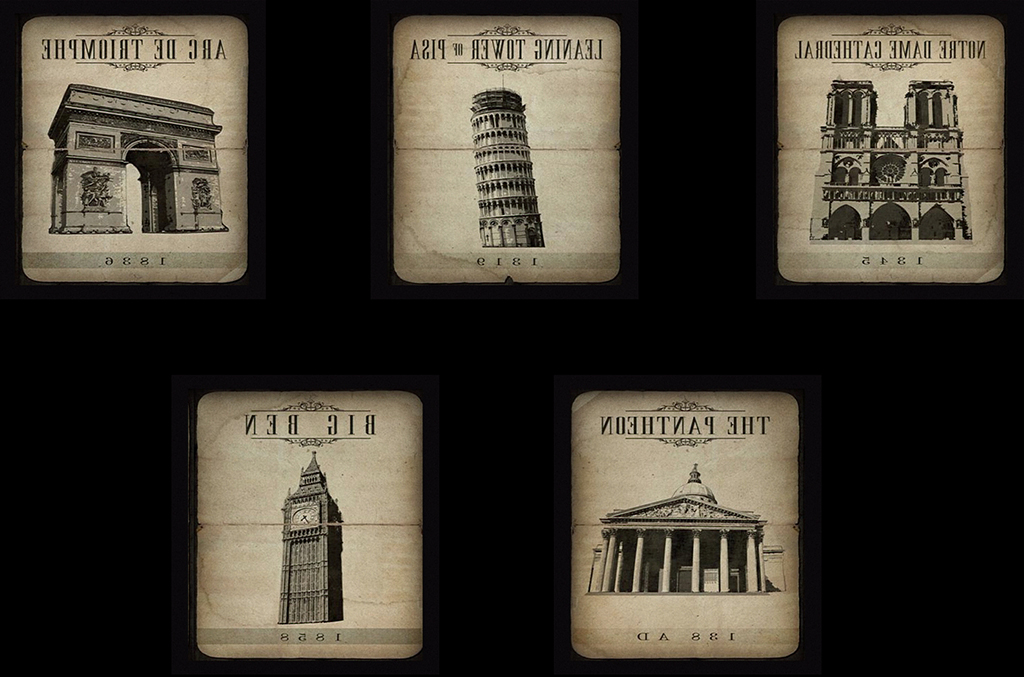 ARC DE TRIOMPHE
1836
LEANING TOWER OF PISA
1319
NOTRE DAME CATHEDRAL
1345
BIG BEN
1858
THE PANTHEON
138 AD